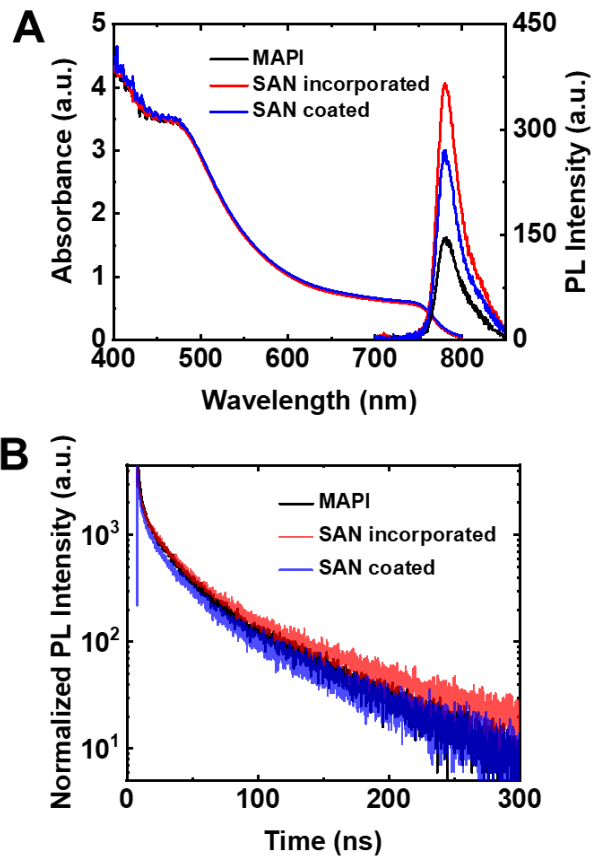 A
Absorbance (a.u.)
5
4
3
2
1
0
MAPI
SAN incorporated
SAN coated
450
300
150
0
PL Intensity (a.u.)
400 500 600 700 800
Wavelength (nm)
B
Normalized PL Intensity (a.u.)
10³
10²
10¹
MAPI
SAN incorporated
SAN coated
0 100 200 300
Time (ns)